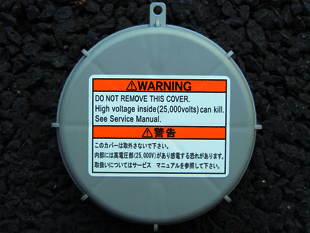 ⚠WARNING
DO NOT REMOVE THIS COVER.
High voltage inside(25,000volts)can kill.
See Service Manual.
⚠警告
このカバーは取外さないで下さい。
内部には高電圧部(25,000V)があり感電する恐れがあります。
取扱いについてはサービス マニュアルを参照して下さい。